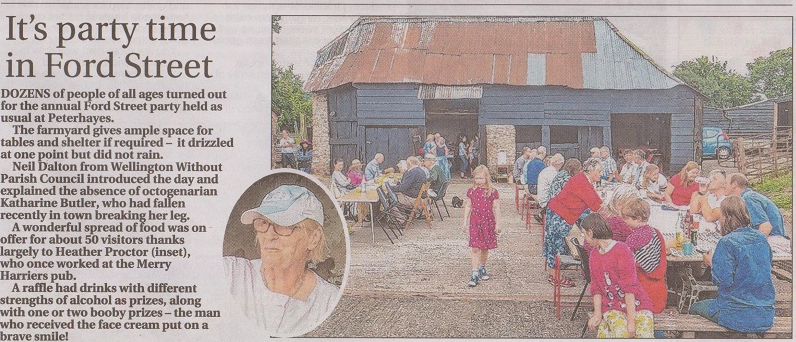 It's party time
in Ford Street
DOZENS of people of all ages turned out
for the annual Ford Street party held as
usual at Peterhayes.
The farmyard gives ample space for
tables and shelter if required – it drizzled
at one point but did not rain.
Neil Dalton from Wellington Without
Parish Council introduced the day and
explained the absence of octogenarian
Katharine Butler, who had fallen
recently in town breaking her leg.
A wonderful spread of food was on
offer for about 50 visitors thanks
largely to Heather Proctor (inset),
who once worked at the Merry
Harriers pub.
A raffle had drinks with different
strengths of alcohol as prizes, along
with one or two booby prizes – the man
who received the face cream put on a
brave smile!